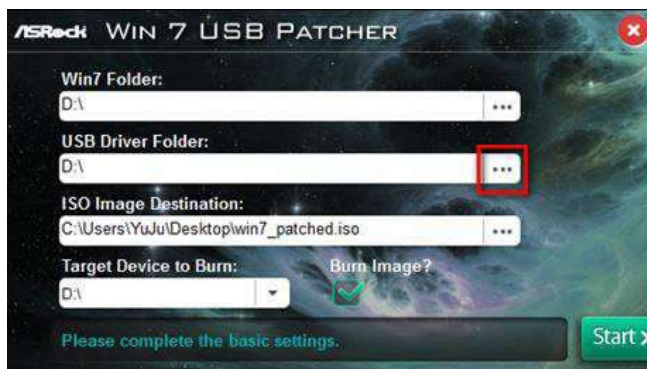 ASRock WIN 7 USB PATCHER
Win7 Folder:
D:\
USB Driver Folder:
D:\
ISO Image Destination:
C:\Users\YuJu\Desktop\win7_patched.iso
Target Device to Burn: Burn Image?
D:\
Please complete the basic settings.
Start